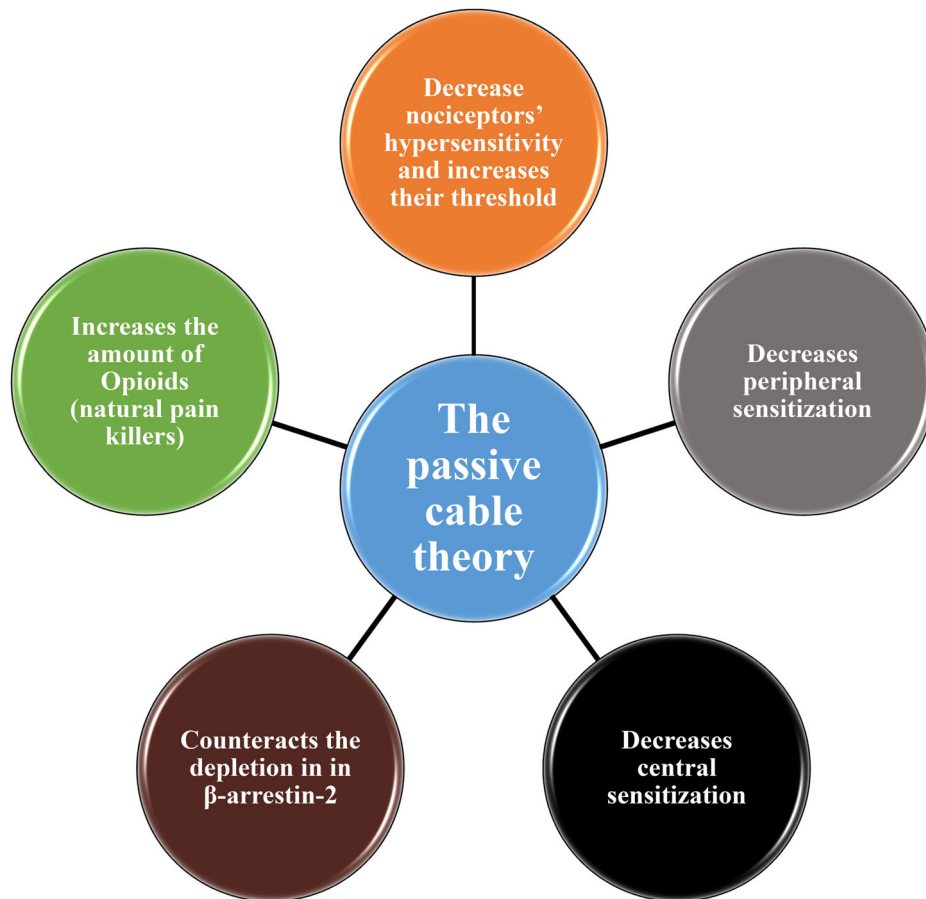 Decrease
nociceptors’
hypersensitivity
and increases
their threshold
Increases the
amount of
Opioids
(natural pain
killers)
Decreases
peripheral
sensitization
The
passive
cable
theory
Counteracts the
depletion in in
β-arrestin-2
Decreases
central
sensitization